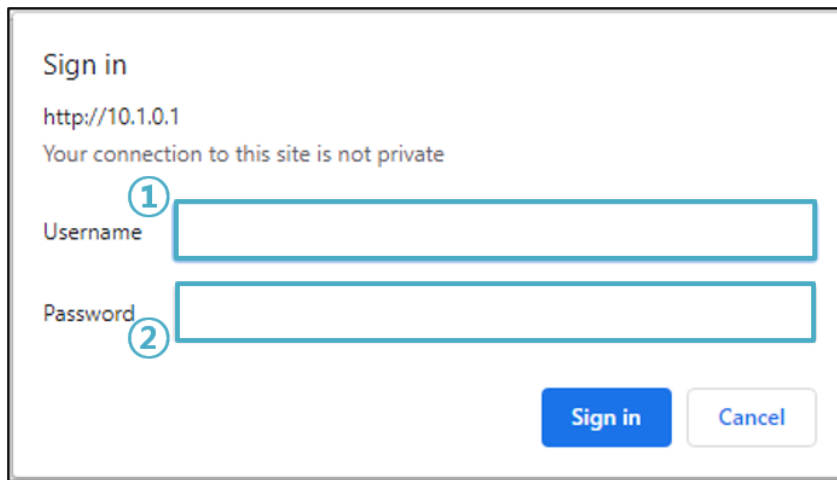 Sign in
http://10.1.0.1
Your connection to this site is not private
①
Username
Password
②
Sign in Cancel